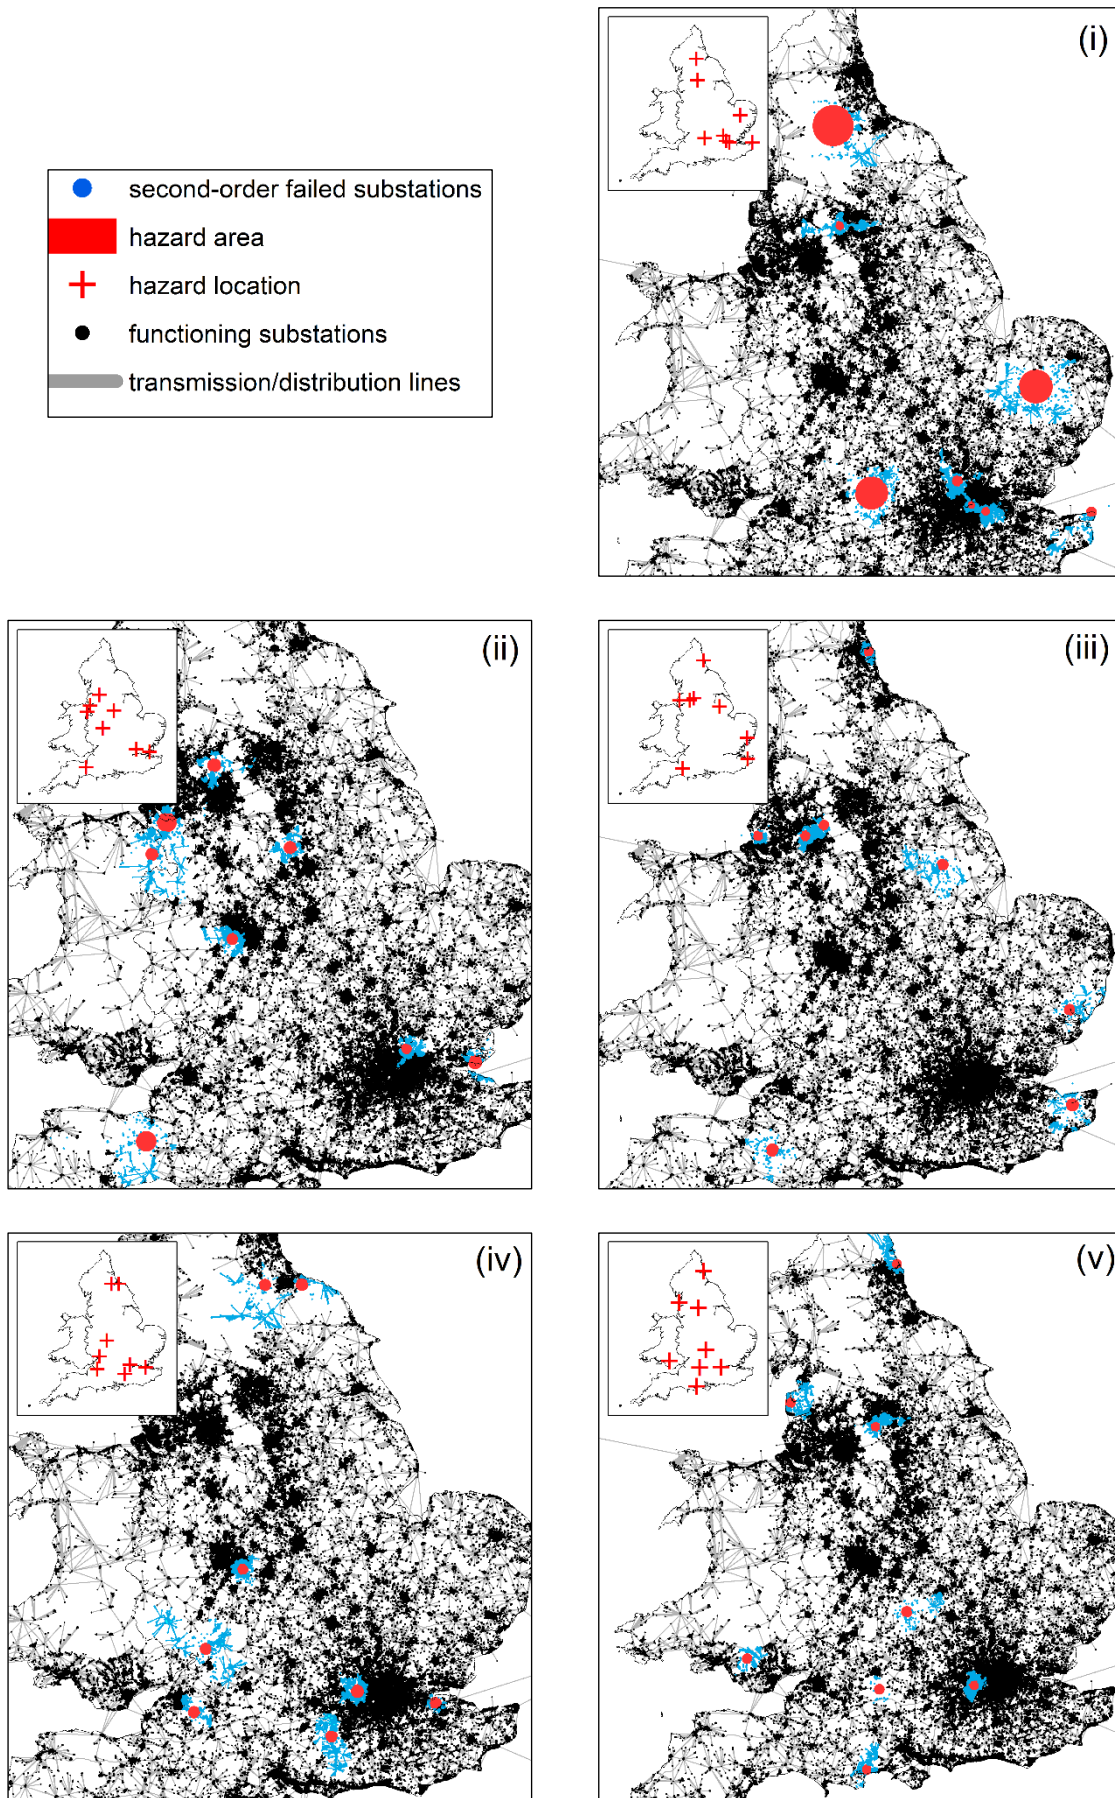 (i)
second-order failed substations
hazard area
hazard location
functioning substations
transmission/distribution lines
(ii)
(iii)
(iv)
(v)